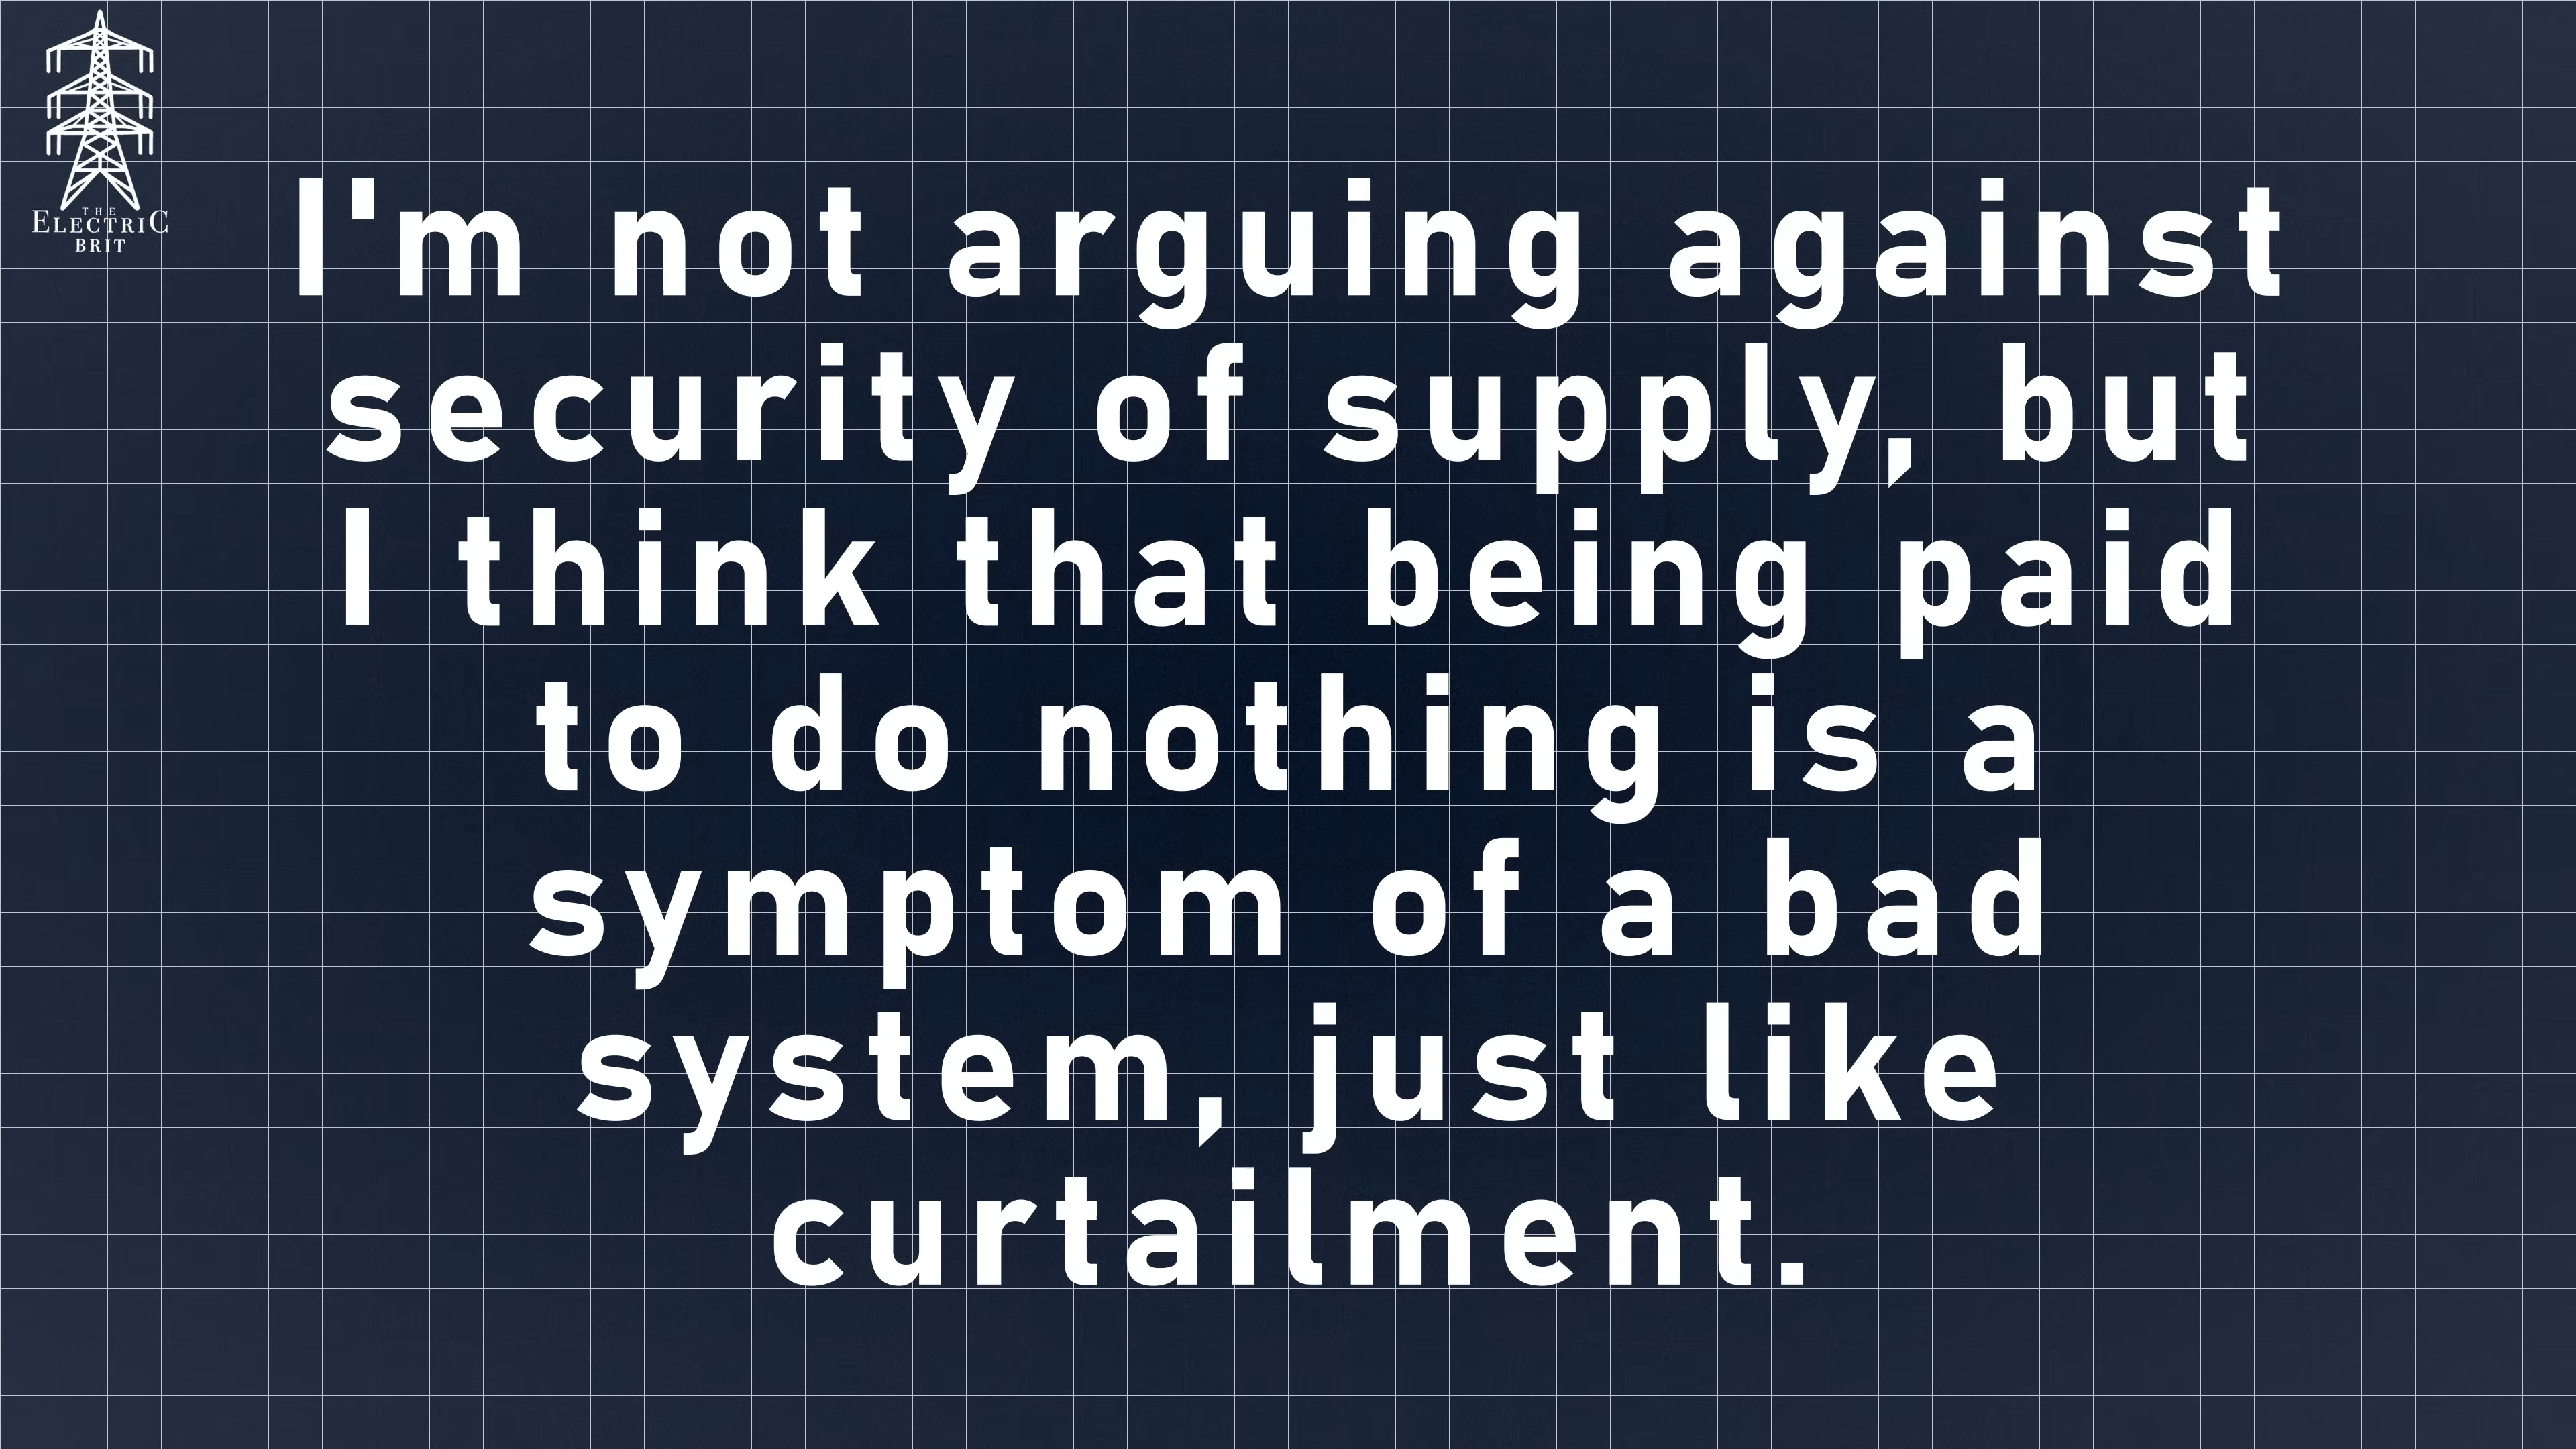 THE
ELECTRIC
BRIT
I'm not arguing against
security of supply, but
I think that being paid
to do nothing is a
symptom of a bad
system, just like
curtailment.